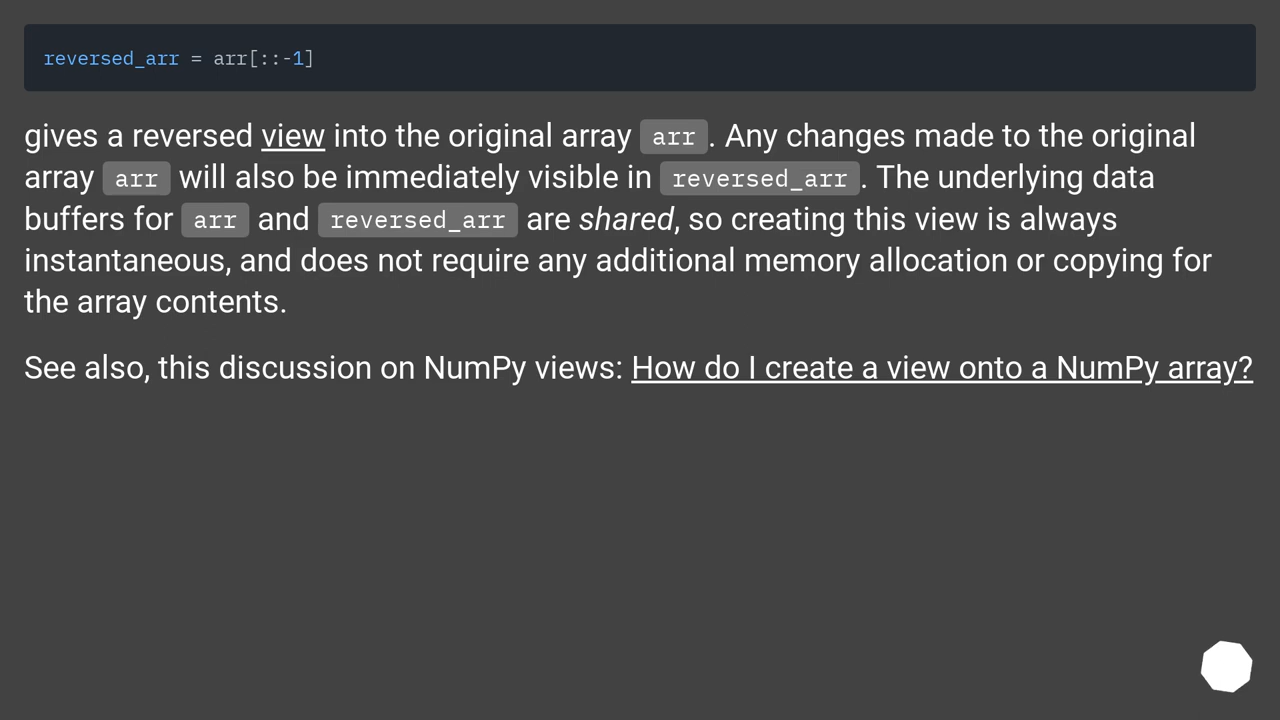 reversed_arr = arr[::-1]
gives a reversed view into the original array arr. Any changes made to the original
array arr will also be immediately visible in reversed_arr. The underlying data
buffers for arr and reversed_arr are shared, so creating this view is always
instantaneous, and does not require any additional memory allocation or copying for
the array contents.
See also, this discussion on NumPy views: How do I create a view onto a NumPy array?